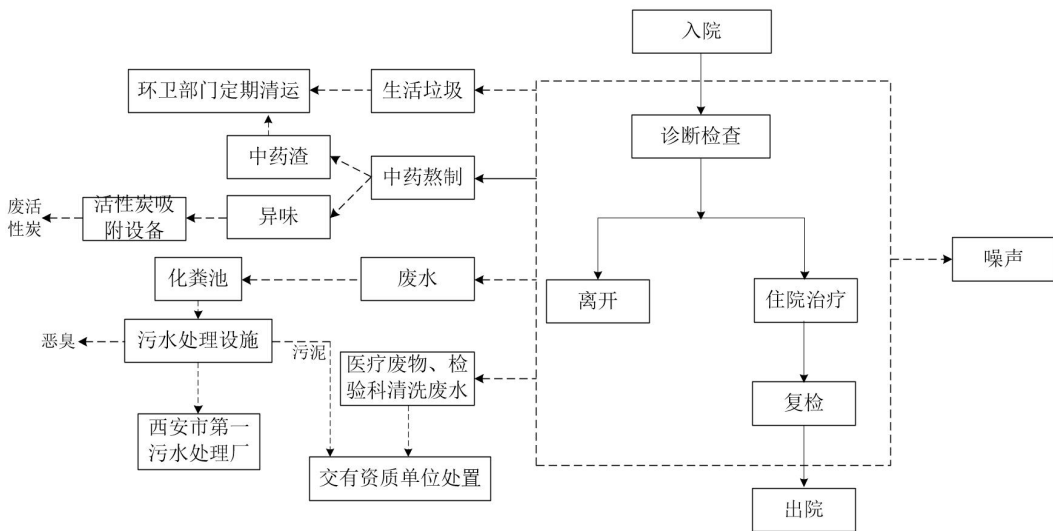 入院
环卫部门定期清运
生活垃圾
诊断检查
中药渣
中药熬制
废活
性炭
活性炭吸
附设备
异味
噪声
化粪池
废水
离开
住院治疗
恶臭
污水处理设施
污泥
医疗废物、检
验科清洗废水
复检
西安市第一
污水处理厂
交有资质单位处置
出院